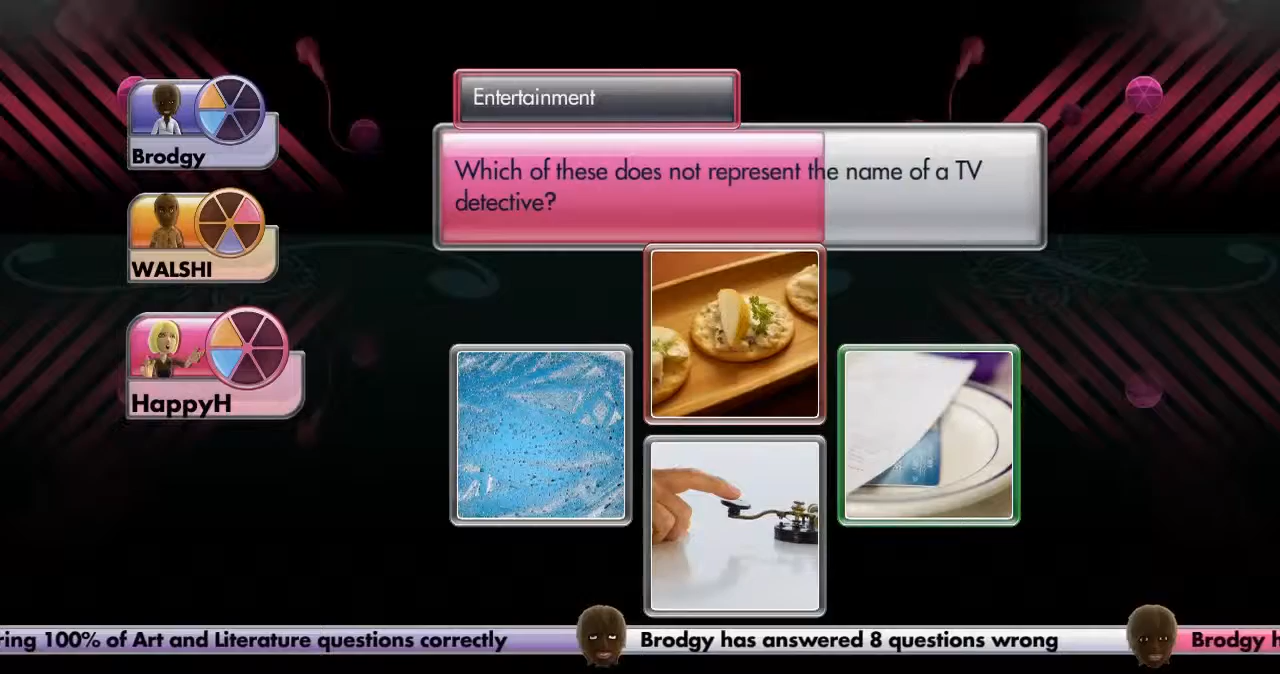 Entertainment
Which of these does not represent the name of a TV
detective?
Brodgy
WALSHI
HappyH
ring 100% of Art and Literature questions correctly
Brodgy has answered 8 questions wrong
Brodgy h